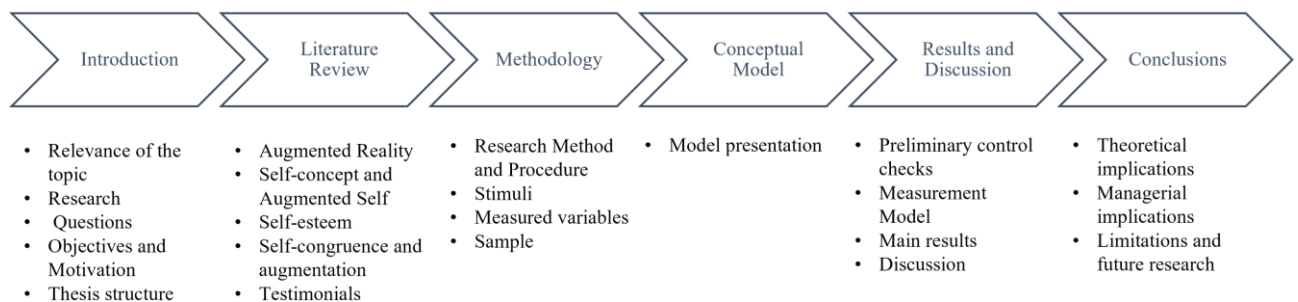 Introduction
Literature
Review
Methodology
Conceptual
Model
Results and
Discussion
Conclusions
• Relevance of the
topic
• Research
• Questions
• Objectives and
Motivation
• Thesis structure
• Augmented Reality
• Self-concept and
Augmented Self
• Self-esteem
• Self-congruence and
augmentation
• Testimonials
• Research Method
and Procedure
• Stimuli
• Measured variables
• Sample
• Model presentation
• Preliminary control
checks
• Measurement
Model
• Main results
• Discussion
• Theoretical
implications
• Managerial
implications
• Limitations and
future research